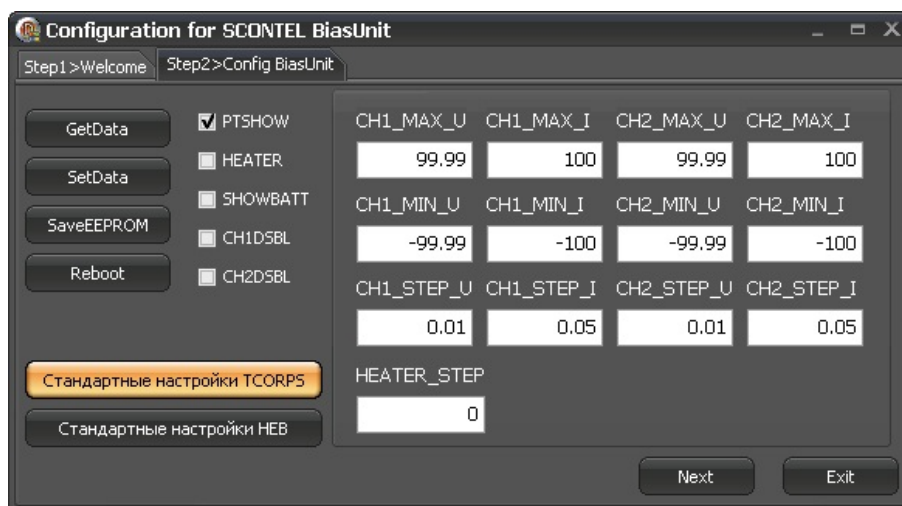 Configuration for SCONTEL BiasUnit
Step1>Welcome Step2>Config BiasUnit
GetData
SetData
SaveEEPROM
Reboot
PTSHOW
HEATER
SHOWBATT
CH1DSBL
CH2DSBL
Стандартные настройки TCORPS
Стандартные настройки HEB
CH1_MAX_U CH1_MAX_I CH2_MAX_U CH2_MAX_I
99.99 100 99.99 100
CH1_MIN_U CH1_MIN_I CH2_MIN_U CH2_MIN_I
-99.99 -100 -99.99 -100
CH1_STEP_U CH1_STEP_I CH2_STEP_U CH2_STEP_I
0.01 0.05 0.01 0.05
HEATER_STEP
0
Next Exit